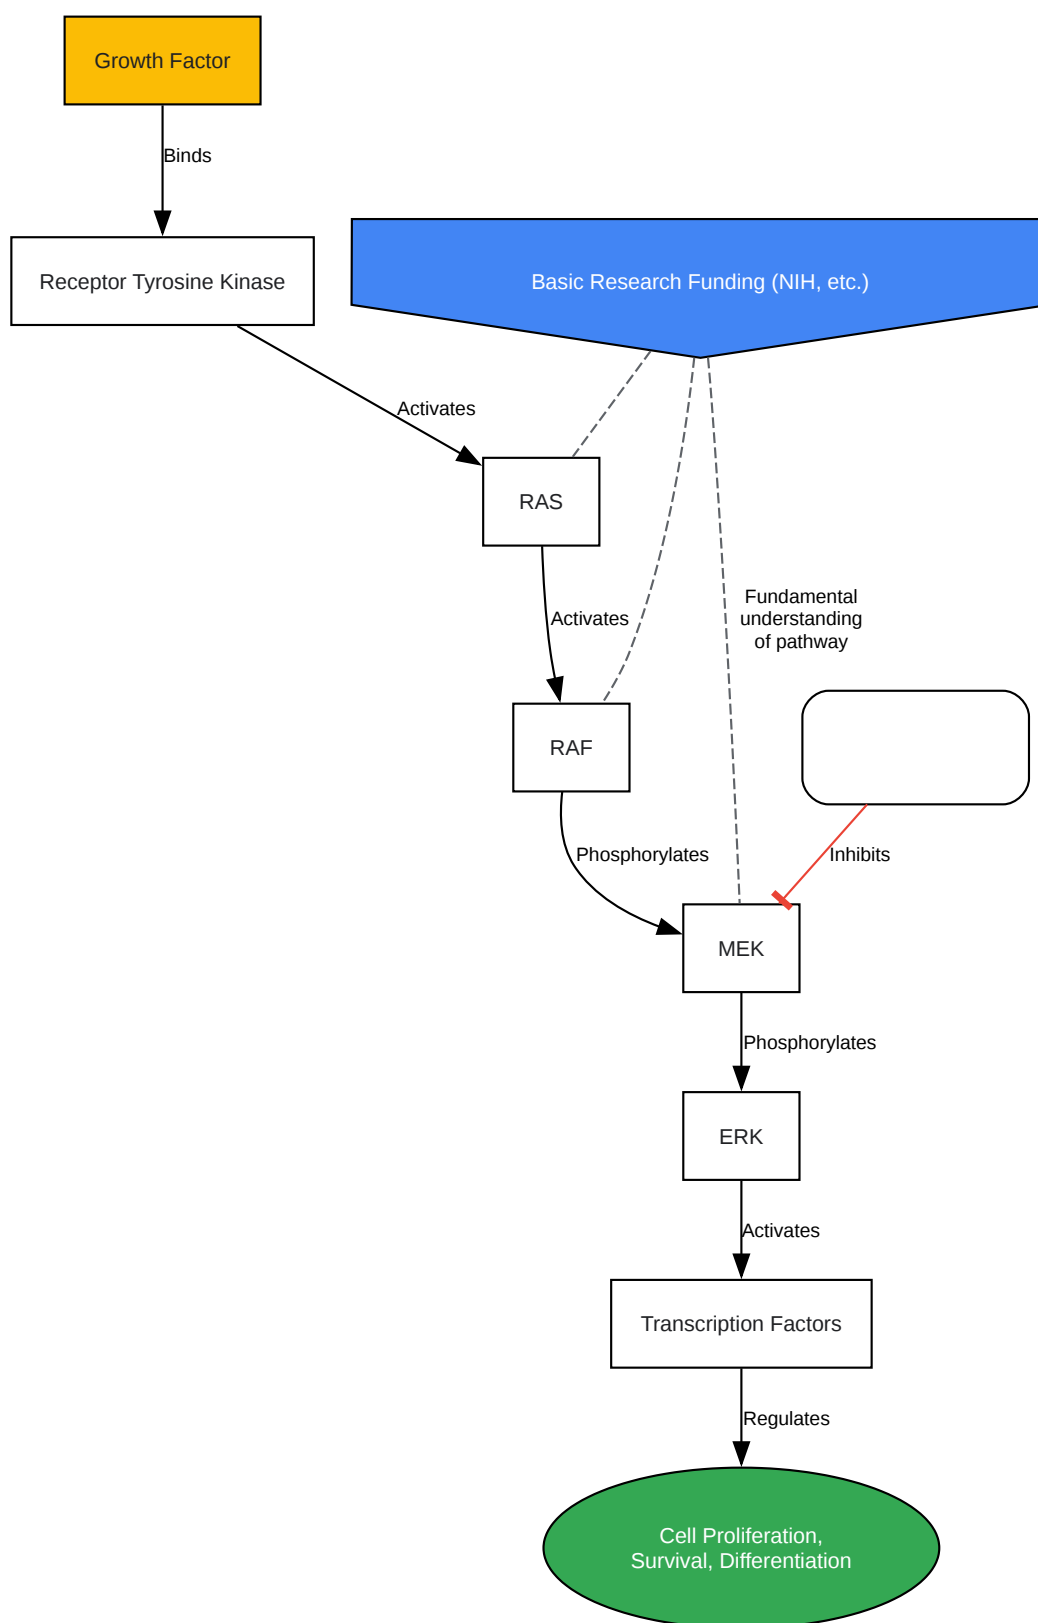 Growth Factor
Binds
Receptor Tyrosine Kinase
Basic Research Funding (NIH, etc.)
Activates
RAS
Activates
Fundamental
understanding
of pathway
RAF
Phosphorylates
Inhibits
MEK
Phosphorylates
ERK
Activates
Transcription Factors
Regulates
Cell Proliferation,
Survival, Differentiation